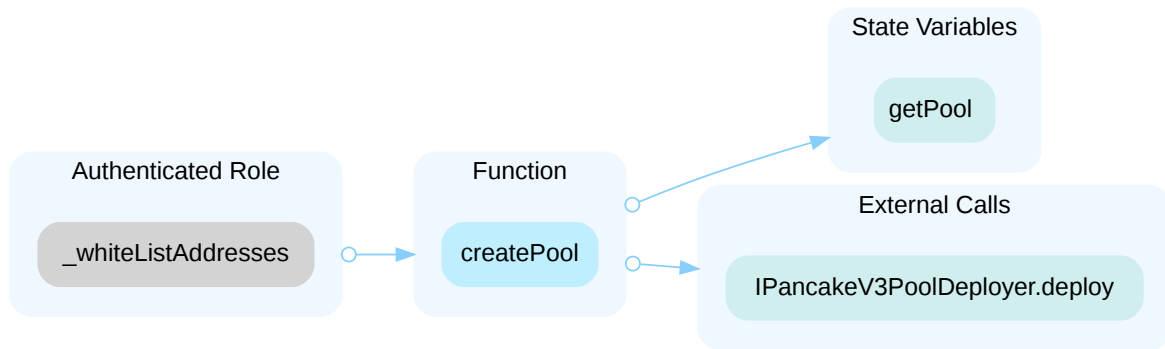 State Variables
getPool
Authenticated Role
_whiteListAddresses
Function
createPool
External Calls
IPancakeV3PoolDeployer.deploy